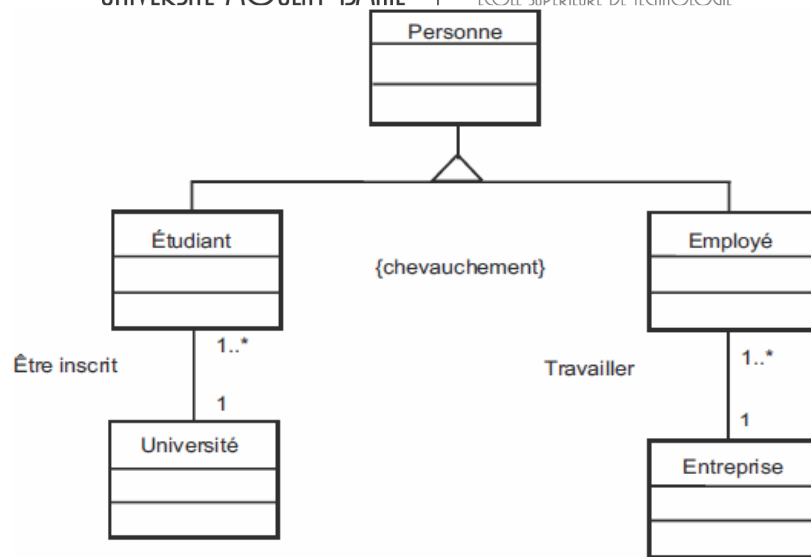 Personne
Étudiant
Employé
{chevauchement}
1..*
1..*
Être inscrit
Travailler
1
1
Université
Entreprise